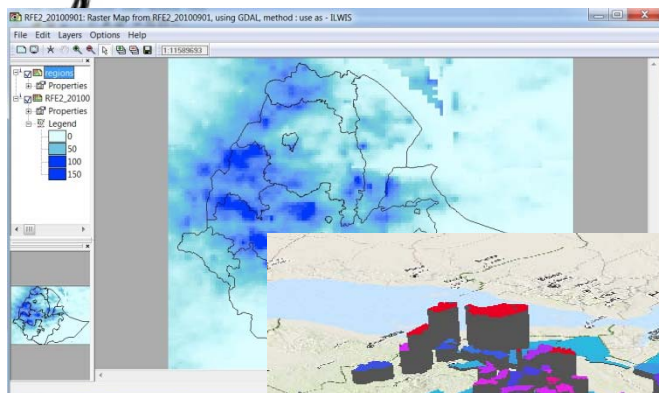 RFE2_20100901: Raster Map from RFE2_20100901, using GDAL, method : use as - ILWIS
File Edit Layers Options Help
1:11589693
regions
Properties
RFE2_20100
Properties
Legend
0
50
100
150